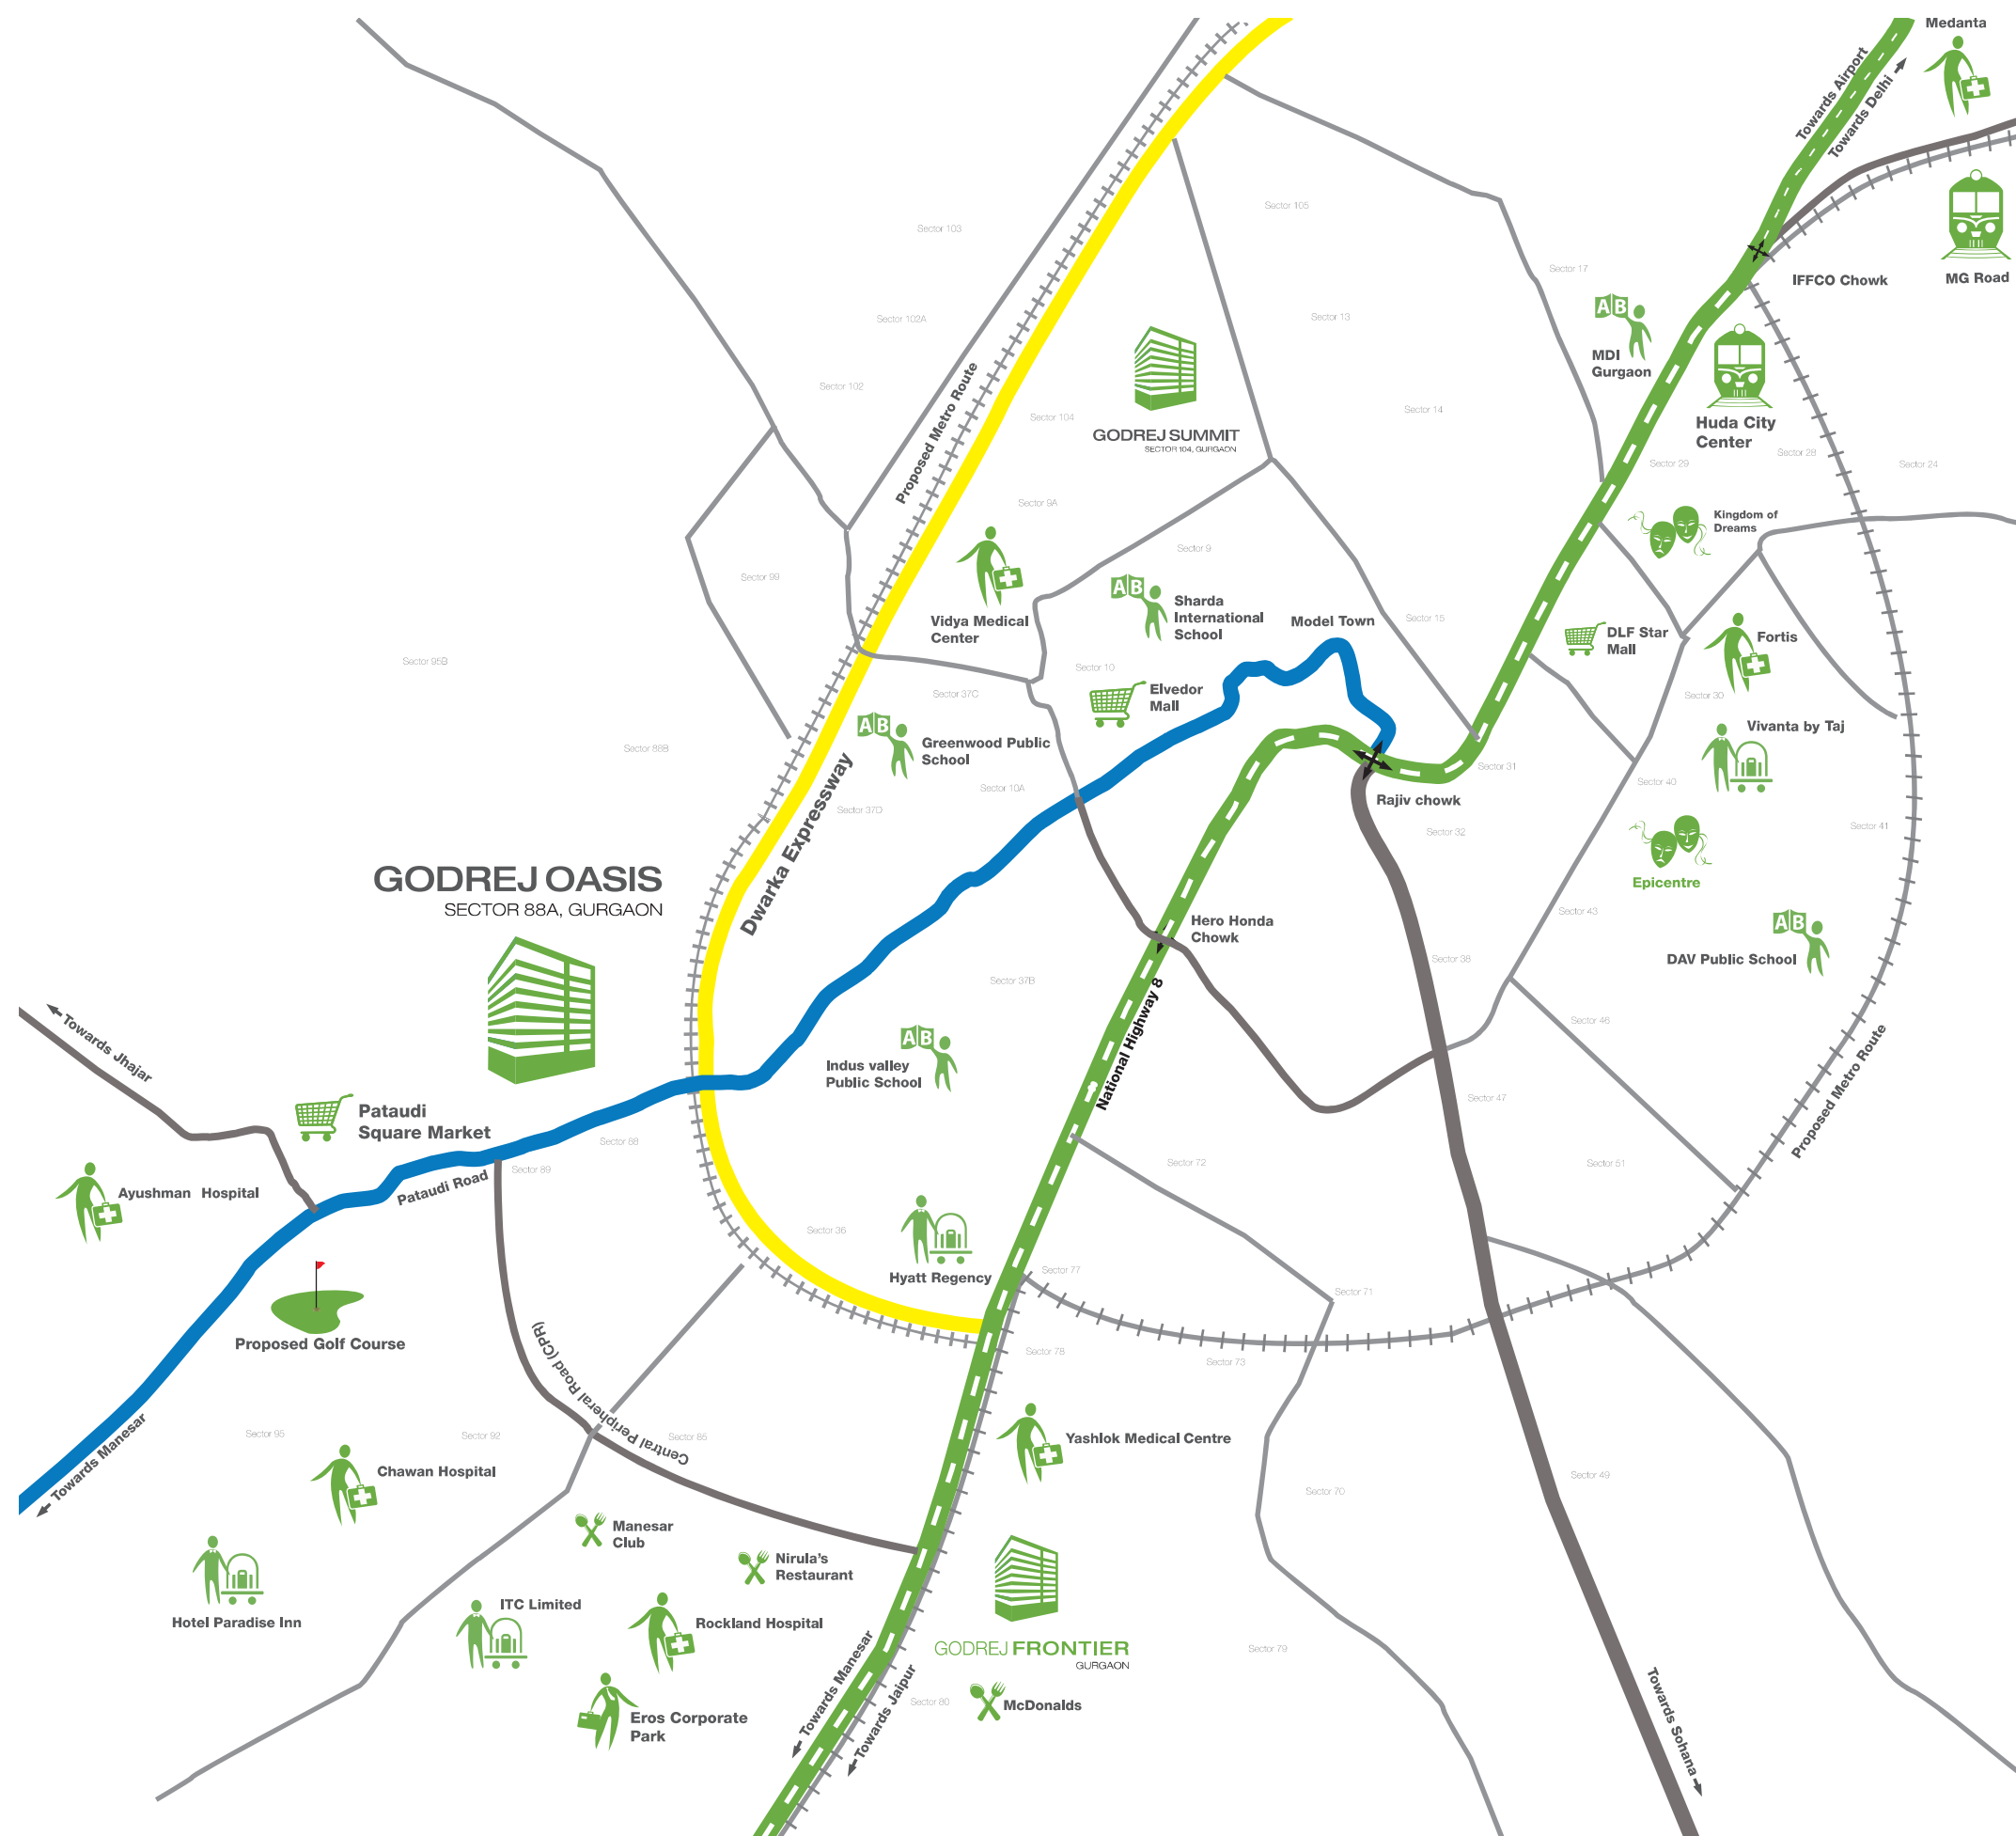 Medanta
Towards Airport
Towards Delhi
Sector 105
Sector 103
Sector 17
IFFCO Chowk
MG Road
Sector 102A
Sector 13
MDI
Gurgaon
Sector 102
Proposed Metro Route
Sector 104
Sector 14
GODREJ SUMMIT
SECTOR 104, GURGAON
Huda City
Center
Sector 28
Sector 29
Sector 24
Sector 9A
Kingdom of
Dreams
Sector 9
Sector 99
A B
Sharda
International
School
Vidya Medical
Center
Model Town
Sector 15
DLF Star
Mall
Fortis
Sector 95B
Sector 10
Sector 37C
Elvedor
Mall
Sector 30
A B
Greenwood Public
School
Vivanta by Taj
Sector 88B
Sector 31
Sector 10A
Sector 40
Rajiv chowk
Sector 37D
Dwarka Expressway
Sector 32
Sector 41
GODREJ OASIS
SECTOR 88A, GURGAON
Epicentre
Sector 43
Hero Honda
Chowk
A B
DAV Public School
Sector 38
Sector 37B
National Highway 8
Towards Jhajar
Sector 46
A B
Indus valley
Public School
Proposed Metro Route
Sector 47
Pataudi
Square Market
Sector 88
Sector 89
Sector 72
Sector 51
Pataudi Road
Ayushman Hospital
Sector 36
Hyatt Regency
Sector 77
Sector 71
Proposed Golf Course
Sector 78
Sector 73
Central Peripheral Road (CPR)
Towards Manesar
Sector 95
Sector 92
Sector 85
Yashlok Medical Centre
Chawan Hospital
Sector 49
Sector 70
Manesar
Club
Nirula's
Restaurant
Hotel Paradise Inn
ITC Limited
Rockland Hospital
GODREJ FRONTIER
GURGAON
Sector 79
Towards Manesar
Towards Jaipur
Sector 80
McDonalds
Eros Corporate
Park
Towards Sohana
A B